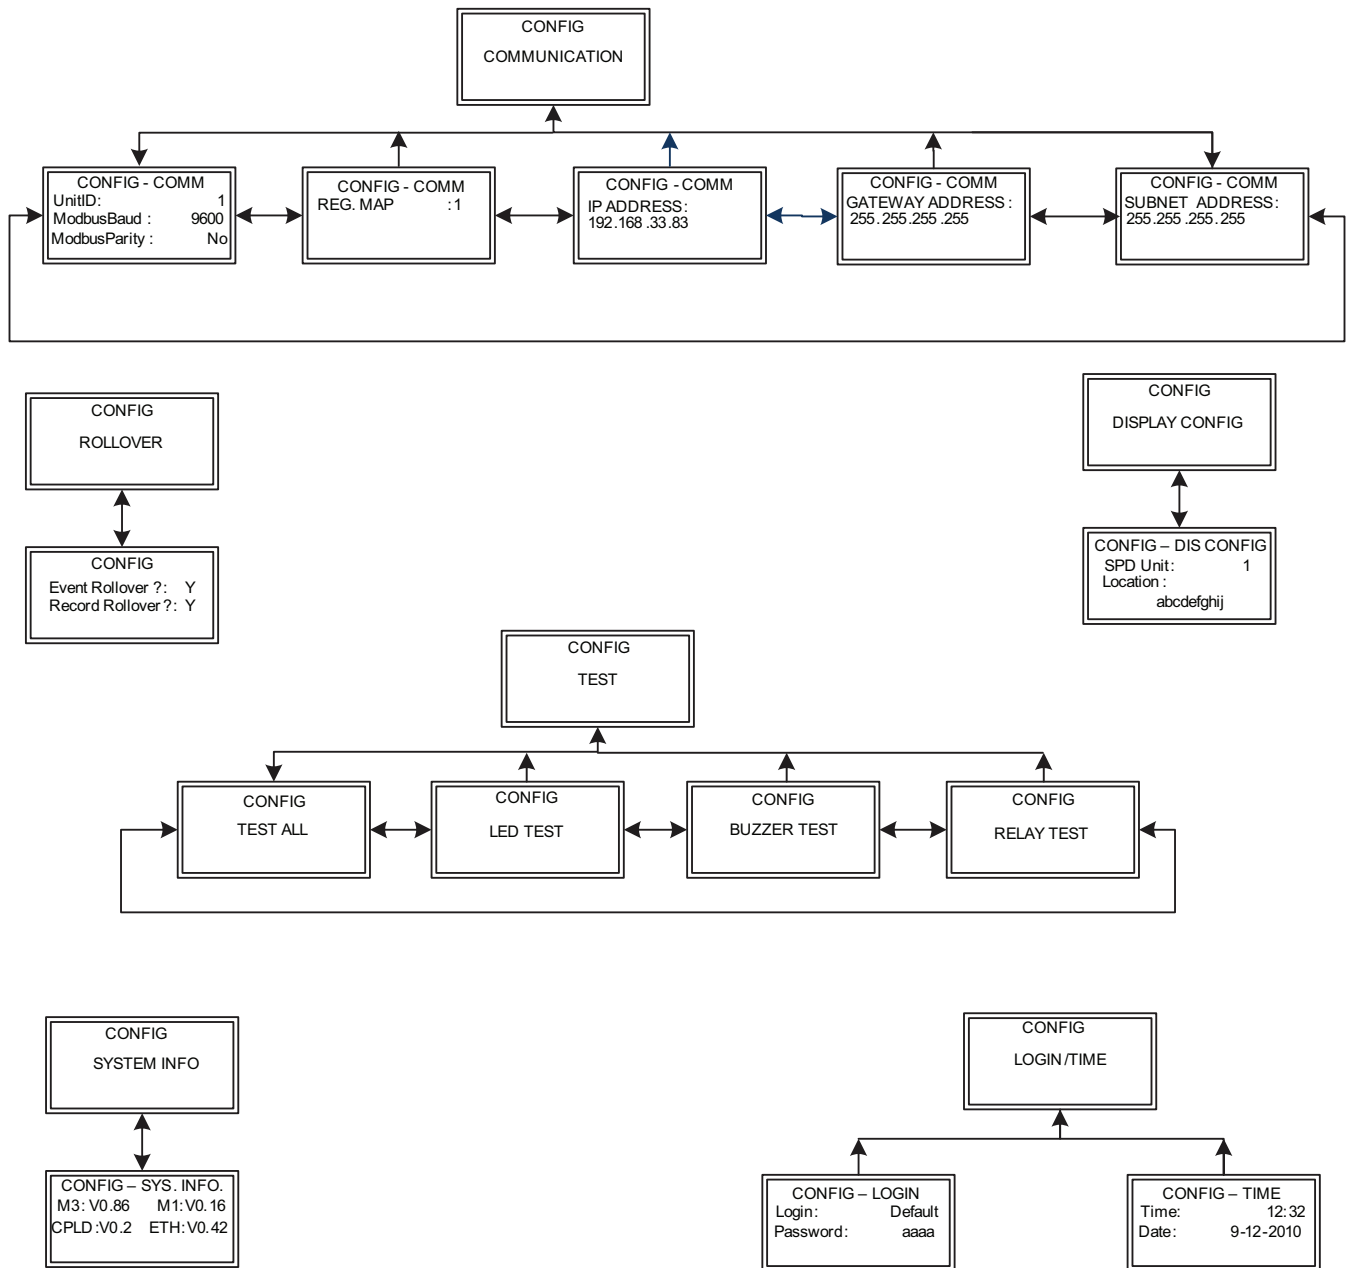 CONFIG
COMMUNICATION
CONFIG - COMM
UnitID: 1
ModbusBaud : 9600
ModbusParity : No
CONFIG - COMM
REG. MAP : 1
CONFIG - COMM
IP ADDRESS:
192.168 .33.83
CONFIG - COMM
GATEWAY ADDRESS :
255.255.255 .255
CONFIG - COMM
SUBNET ADDRESS:
255.255 .255.255
CONFIG
ROLLOVER
CONFIG
Event Rollover ?: Y
Record Rollover ?: Y
CONFIG
DISPLAY CONFIG
CONFIG – DIS CONFIG
SPD Unit: 1
Location :
abcdefghij
CONFIG
TEST
CONFIG
TEST ALL
CONFIG
LED TEST
CONFIG
BUZZER TEST
CONFIG
RELAY TEST
CONFIG
SYSTEM INFO
CONFIG – SYS. INFO.
M3: V0.86 M1: V0.16
CPLD :V0.2 ETH: V0.42
CONFIG
LOGIN /TIME
CONFIG – LOGIN
Login: Default
Password: aaaa
CONFIG – TIME
Time: 12:32
Date: 9-12-2010